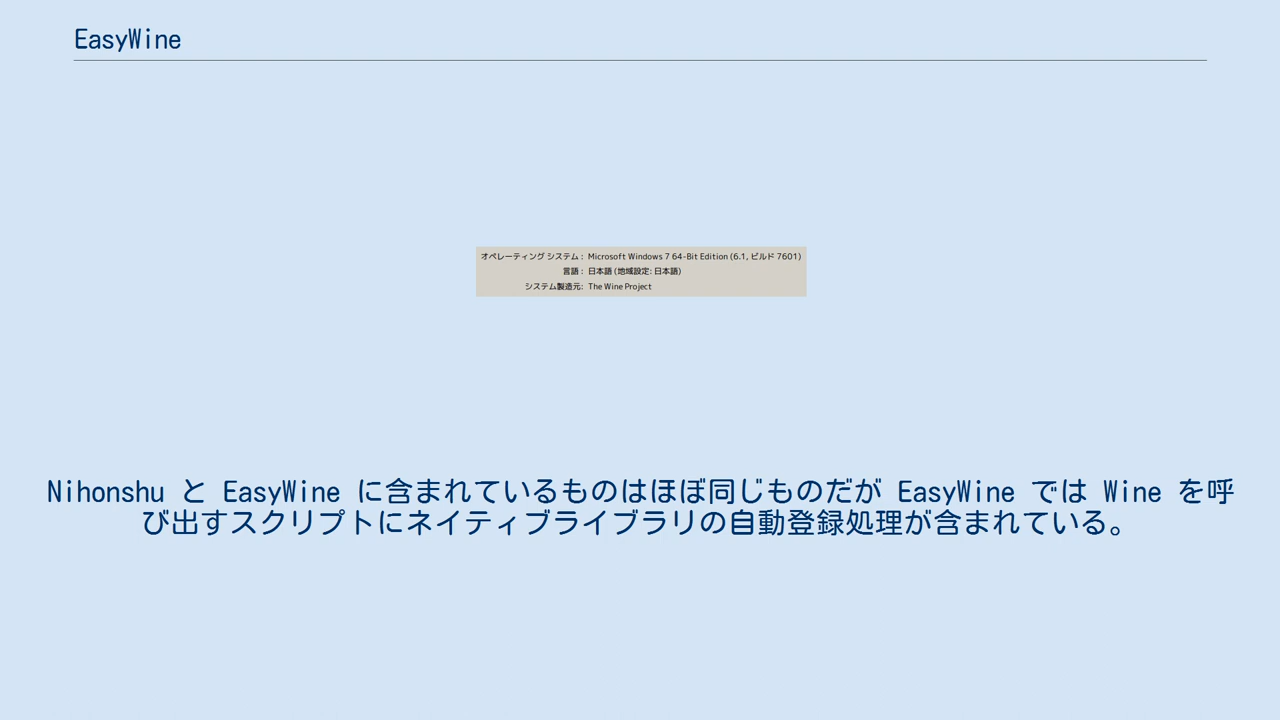 EasyWine
オペレーティング システム : Microsoft Windows 7 64-Bit Edition (6.1, ビルド 7601)
言語 : 日本語 (地域設定: 日本語)
システム製造元: The Wine Project
Nihonshu と EasyWine に含まれているものはほぼ同じものだが EasyWine では Wine を呼
び出すスクリプトにネイティブライブラリの自動登録処理が含まれている。